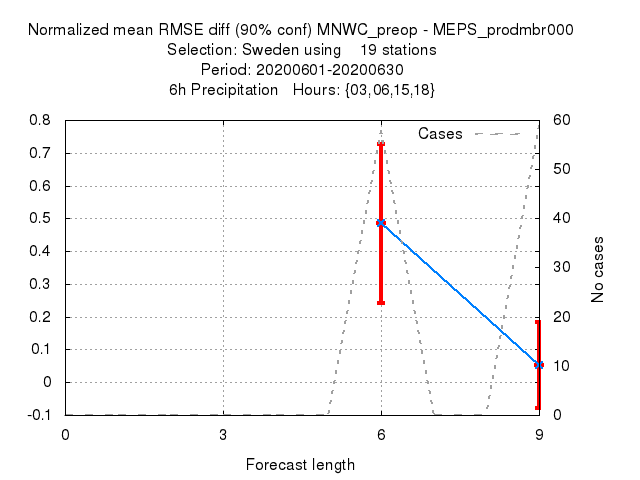 Normalized mean RMSE diff (90% conf) MNWC_preop - MEPS_prodmbr000
Selection: Sweden using    19 stations
Period: 20200601-20200630
6h Precipitation   Hours: {03,06,15,18}
Cases
0.8
0.7
0.6
0.5
0.4
0.3
0.2
0.1
0
-0.1
60
50
40
30
20
10
0
No cases
0 3 6 9
Forecast length